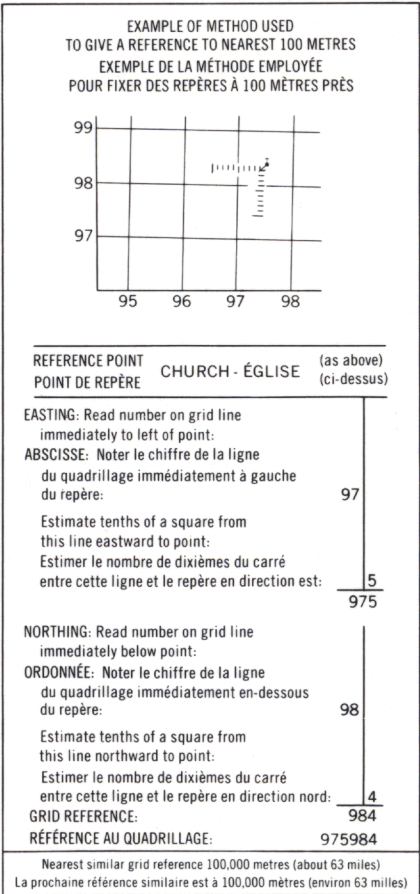 EXAMPLE OF METHOD USED
TO GIVE A REFERENCE TO NEAREST 100 METRES
EXEMPLE DE LA MÉTHODE EMPLOYÉE
POUR FIXER DES REPÈRES À 100 MÈTRES PRÈS
99
98
97
95 96 97 98
REFERENCE POINT
POINT DE REPÈRE
CHURCH - ÉGLISE
(as above)
(ci-dessus)
EASTING: Read number on grid line
immediately to left of point:
ABSCISSE: Noter le chiffre de la ligne
du quadrillage immédiatement à gauche
du repère: 97
Estimate tenths of a square from
this line eastward to point:
Estimer le nombre de dixièmes du carré
entre cette ligne et le repère en direction est: 5
975
NORTHING: Read number on grid line
immediately below point:
ORDONNÉE: Noter le chiffre de la ligne
du quadrillage immédiatement en-dessous
du repère: 98
Estimate tenths of a square from
this line northward to point:
Estimer le nombre de dixièmes du carré
entre cette ligne et le repère en direction nord: 4
GRID REFERENCE: 984
RÉFÉRENCE AU QUADRILLAGE: 975984
Nearest similar grid reference 100,000 metres (about 63 miles)
La prochaine référence similaire est à 100,000 mètres (environ 63 milles)